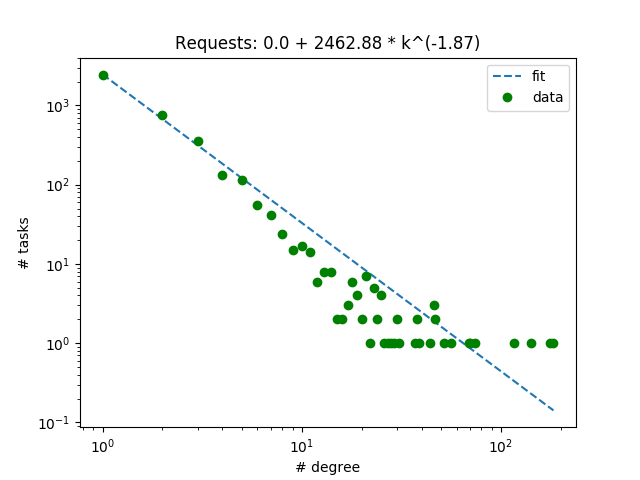 Requests: 0.0 + 2462.88 * k^(-1.87)
fit
data
10^3
10^2
10^1
10^0
10^-1
# tasks
10^0 10^1 10^2
# degree